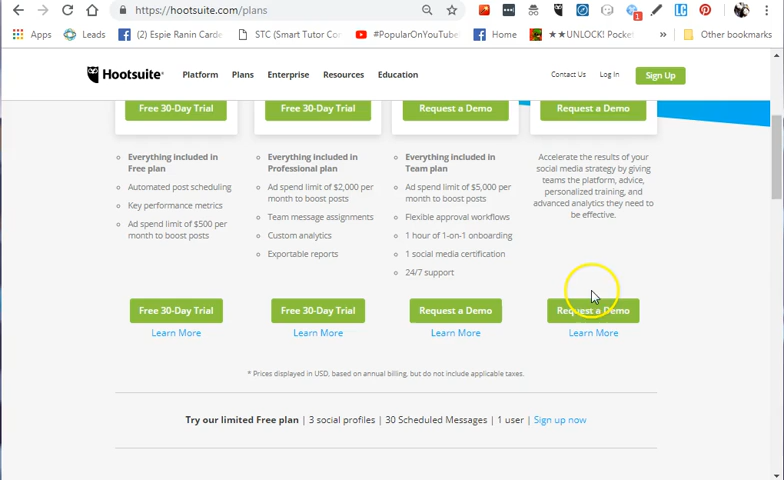 https://hootsuite.com/plans
Apps
Leads
(2) Espie Ranin Carde
STC (Smart Tutor Co
#PopularOnYouTube
Home
★★UNLOCK! Pocket
»
Other bookmarks
Hootsuite®
Platform
Plans
Enterprise
Resources
Education
Contact Us
Log In
Sign Up
1
Free 30-Day Trial
Free 30-Day Trial
Request a Demo
Request a Demo
Everything included in
Free plan
Automated post scheduling
Key performance metrics
Ad spend limit of $500 per
month to boost posts
Everything included in
Professional plan
Ad spend limit of $2,000 per
month to boost posts
Team message assignments
Custom analytics
Exportable reports
Everything included in
Team plan
Ad spend limit of $5,000 per
month to boost posts
Flexible approval workflows
1 hour of 1-on-1 onboarding
1 social media certification
24/7 support
Accelerate the results of your
social media strategy by giving
teams the platform, advice,
personalized training, and
advanced analytics they need to
be effective.
Free 30-Day Trial
Free 30-Day Trial
Request a Demo
Request a Demo
Learn More
Learn More
Learn More
Learn More
* Prices displayed in USD, based on annual billing, but do not include applicable taxes.
Try our limited Free plan | 3 social profiles | 30 Scheduled Messages | 1 user | Sign up now